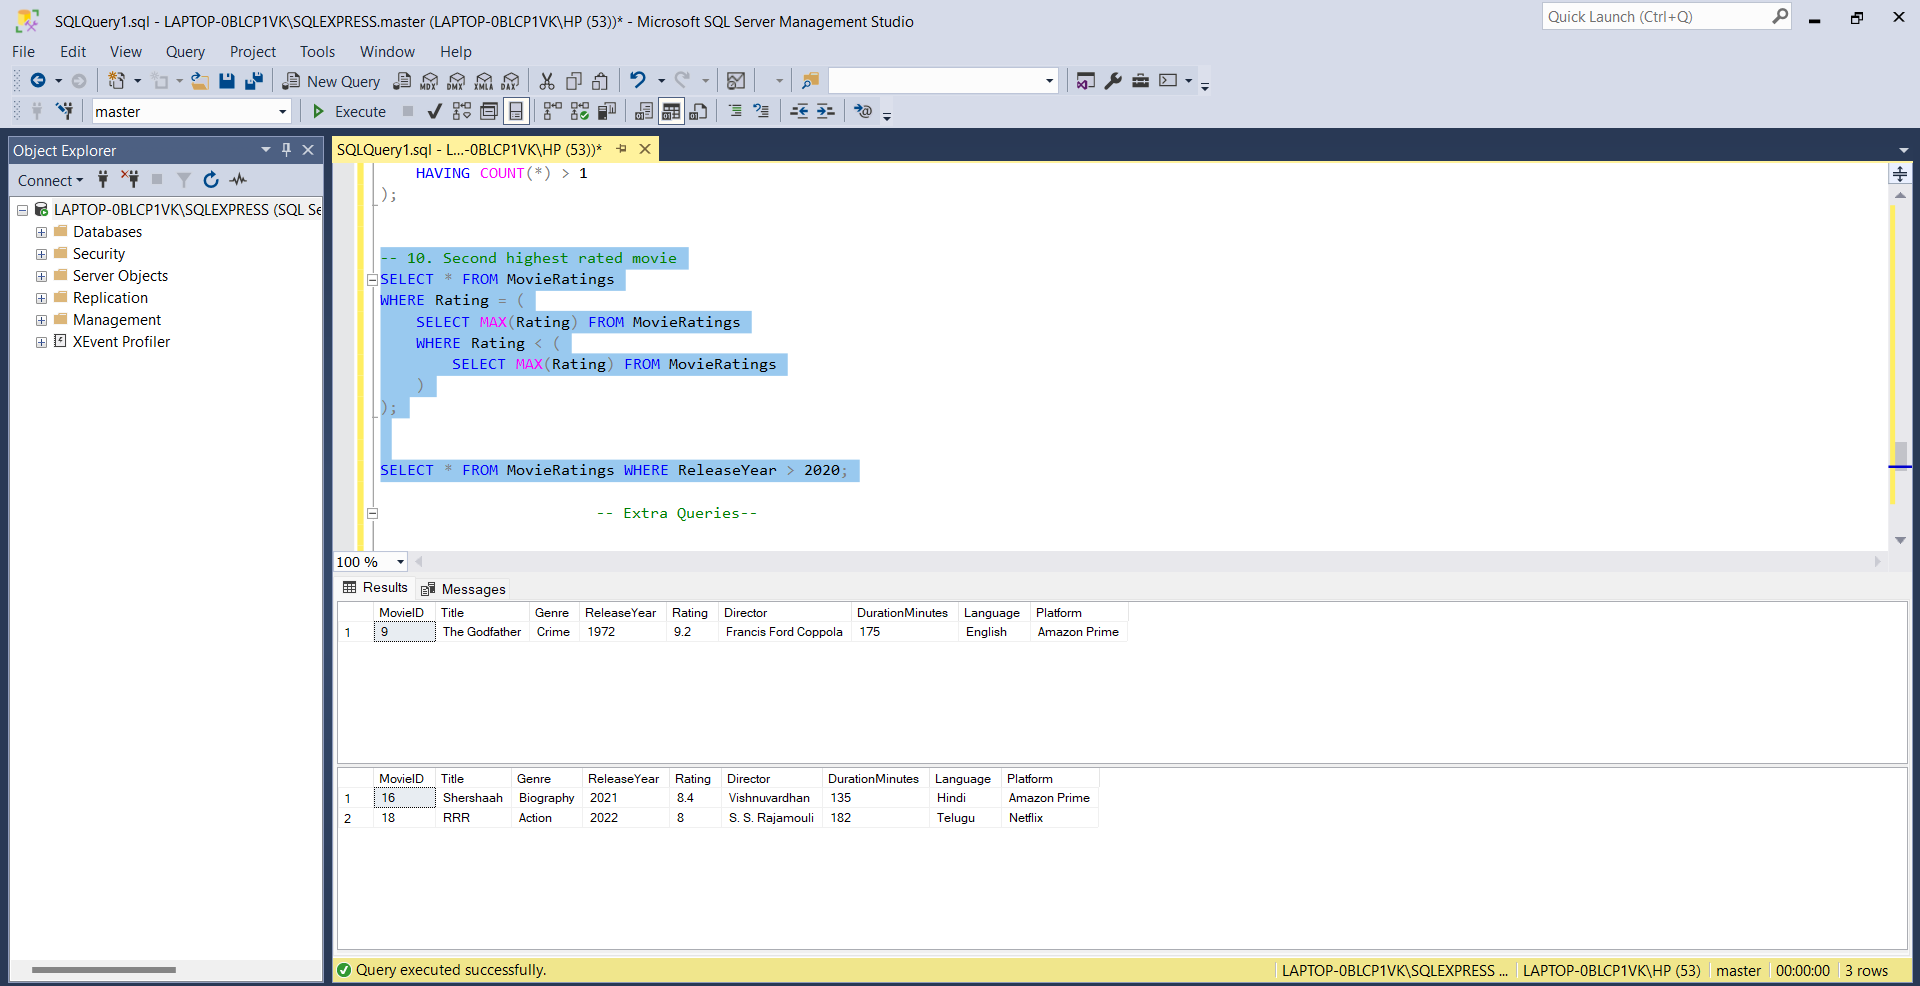 SQLQuery1.sql - LAPTOP-0BLCP1VK\SQLEXPRESS.master (LAPTOP-0BLCP1VK\HP (53))* - Microsoft SQL Server Management Studio
Quick Launch (Ctrl+Q)
File Edit View Query Project Tools Window Help
New Query MDX DMX XMLA DAX
master Execute
Object Explorer
Connect
LAPTOP-0BLCP1VK\SQLEXPRESS (SQL Se
Databases
Security
Server Objects
Replication
Management
XEvent Profiler
SQLQuery1.sql - L...-0BLCP1VK\HP (53))*
HAVING COUNT(*) > 1
);
-- 10. Second highest rated movie
SELECT * FROM MovieRatings
WHERE Rating = (
SELECT MAX(Rating) FROM MovieRatings
WHERE Rating < (
SELECT MAX(Rating) FROM MovieRatings
)
);
SELECT * FROM MovieRatings WHERE ReleaseYear > 2020;
-- Extra Queries--
100 %
Results Messages
MovieID Title Genre ReleaseYear Rating Director DurationMinutes Language Platform
1 9 The Godfather Crime 1972 9.2 Francis Ford Coppola 175 English Amazon Prime
MovieID Title Genre ReleaseYear Rating Director DurationMinutes Language Platform
1 16 Shershaah Biography 2021 8.4 Vishnuvardhan 135 Hindi Amazon Prime
2 18 RRR Action 2022 8 S. S. Rajamouli 182 Telugu Netflix
Query executed successfully. LAPTOP-0BLCP1VK\SQLEXPRESS ... LAPTOP-0BLCP1VK\HP (53) master 00:00:00 3 rows